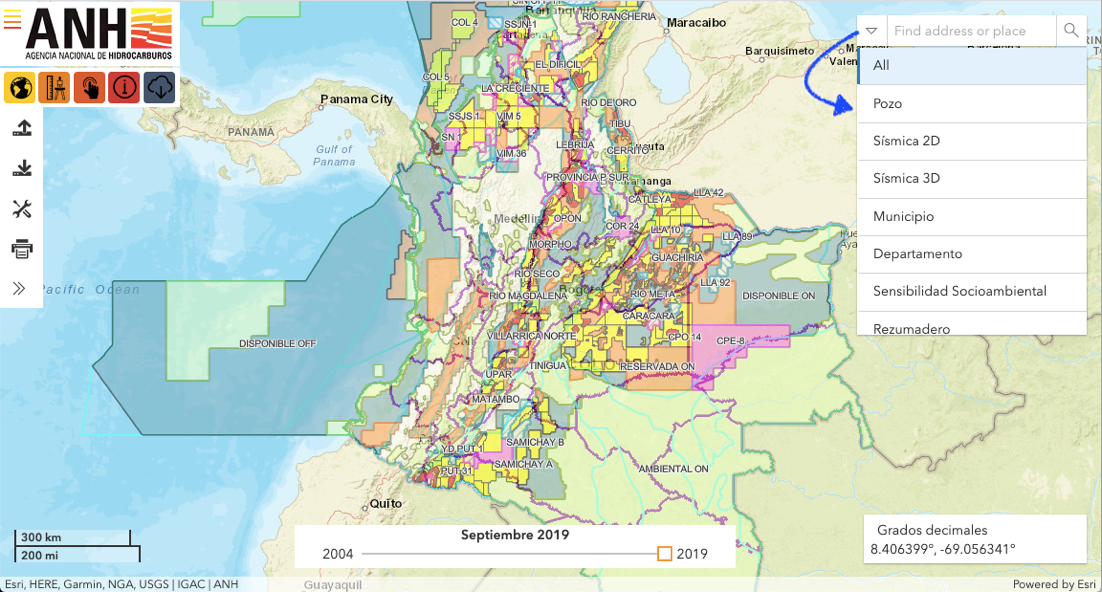 ANH
AGENCIA NACIONAL DE HIDROCARBUROS
Find address or place
All
Pozo
Sísmica 2D
Sísmica 3D
Municipio
Departamento
Sensibilidad Socioambiental
Rezumadero
Barranquilla
RIO RANCHERIA
Maracaibo
COL 4
SSJN-1
Barquisimeto
Maracay
Valen
Barcelona
EL DIFICIL
COL 5
LA CRECIENTE
Panama City
RIO DE ORO
SSJS 1
VIM 5
PANAMÁ
TIBU
SN 1
LEBRIJA
CERRITO
Gulf of
Panama
VIM 36
PROVINCIA P SUR
CATLEYA
LLA 42
Medellín
OPON
COR 24
LLA 10
LLA 89
MORPHO
GUACHIRIA
RIO SECO
LLA 92
Pacific Ocean
RIO MAGDALENA
Bogotá
RIO META
DISPONIBLE ON
CARACARA
VILLARRICA NORTE
CPO 14
CPE-8
DISPONIBLE OFF
Cali
TINIGUA
RESERVADA ON
UPAR
MATAMBO
YD PUT 1
SAMICHAY B
SAMICHAY A
AMBIENTAL ON
PUT-31
Quito
300 km
200 mi
Septiembre 2019
2004
2019
Grados decimales
8.406399°, -69.056341°
Esri, HERE, Garmin, NGA, USGS | IGAC | ANH
Guayaquil
Powered by Esri